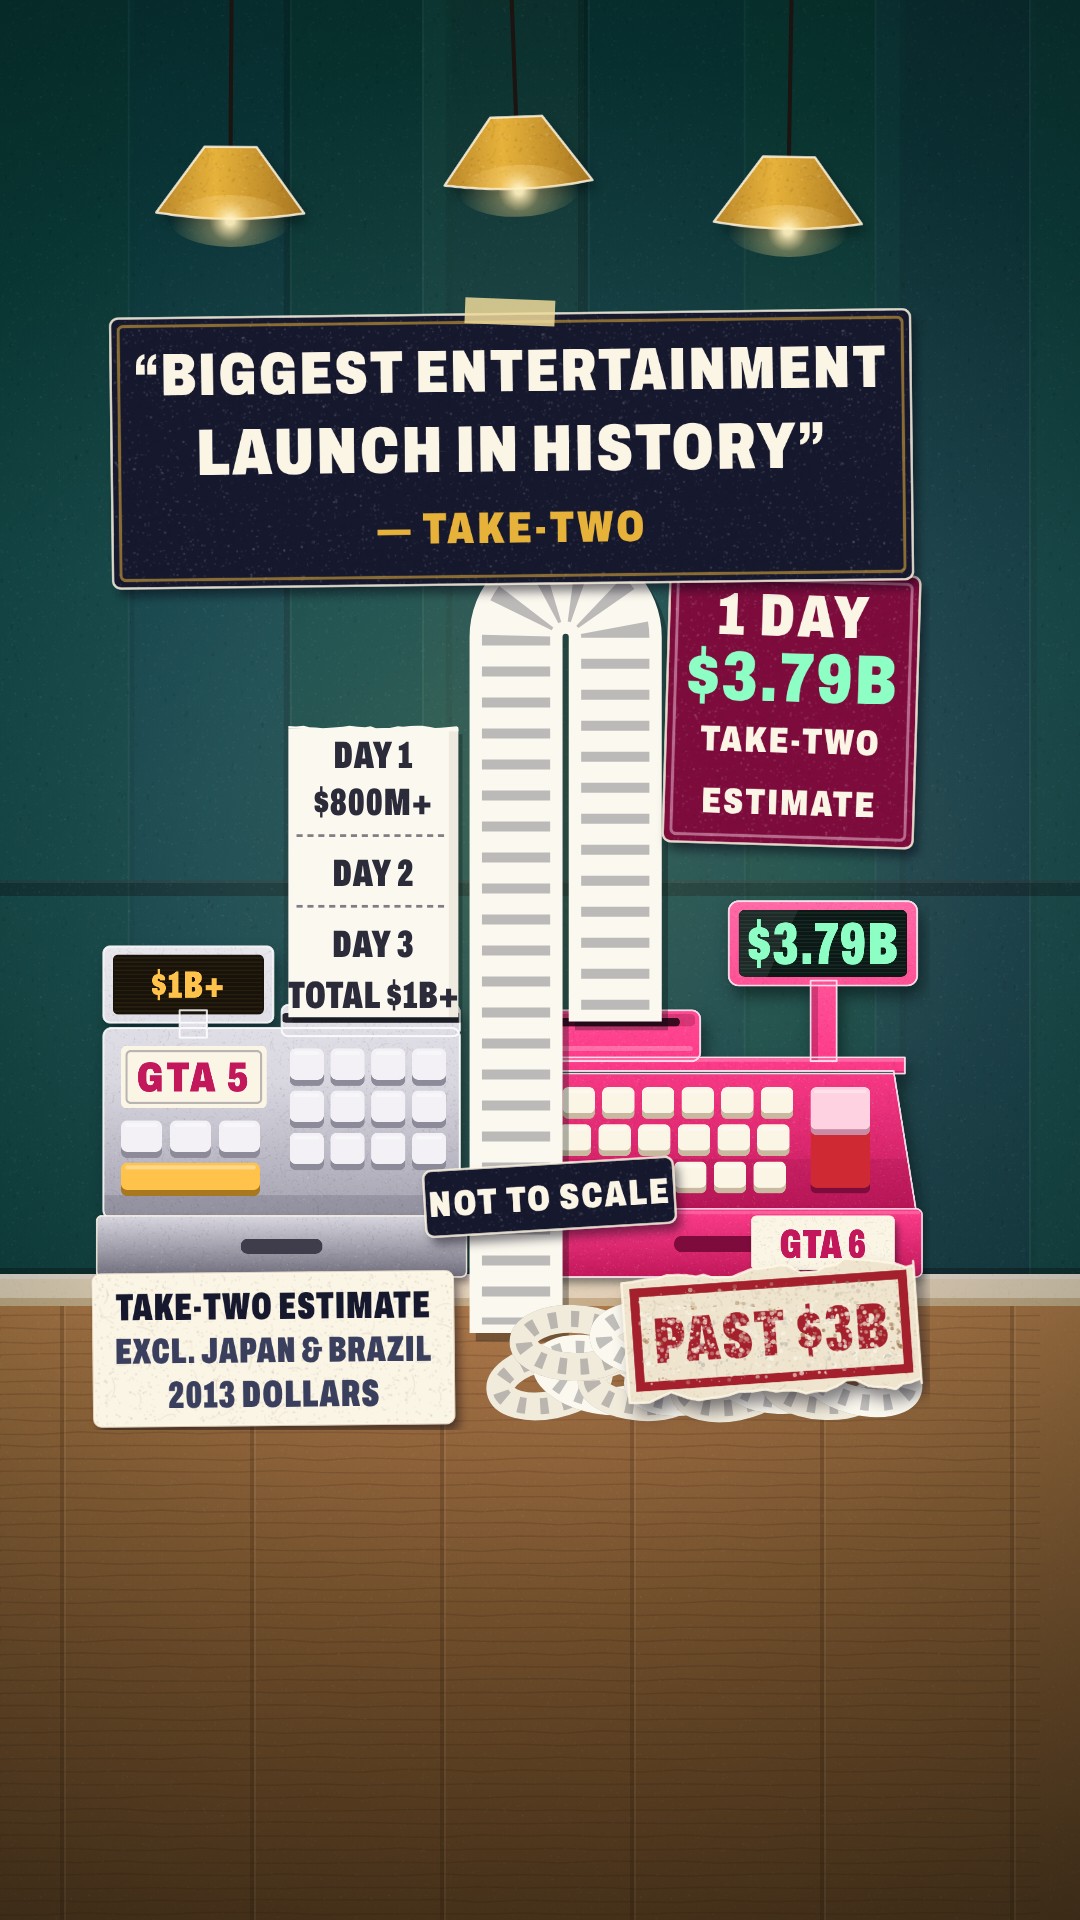 “BIGGEST ENTERTAINMENT
LAUNCH IN HISTORY”
— TAKE-TWO
1 DAY
$3.79B
TAKE-TWO
ESTIMATE
DAY 1
$800M+
DAY 2
DAY 3
TOTAL $1B+
$1B+
GTA 5
$3.79B
NOT TO SCALE
GTA 6
PAST $3B
TAKE-TWO ESTIMATE
EXCL. JAPAN & BRAZIL
2013 DOLLARS